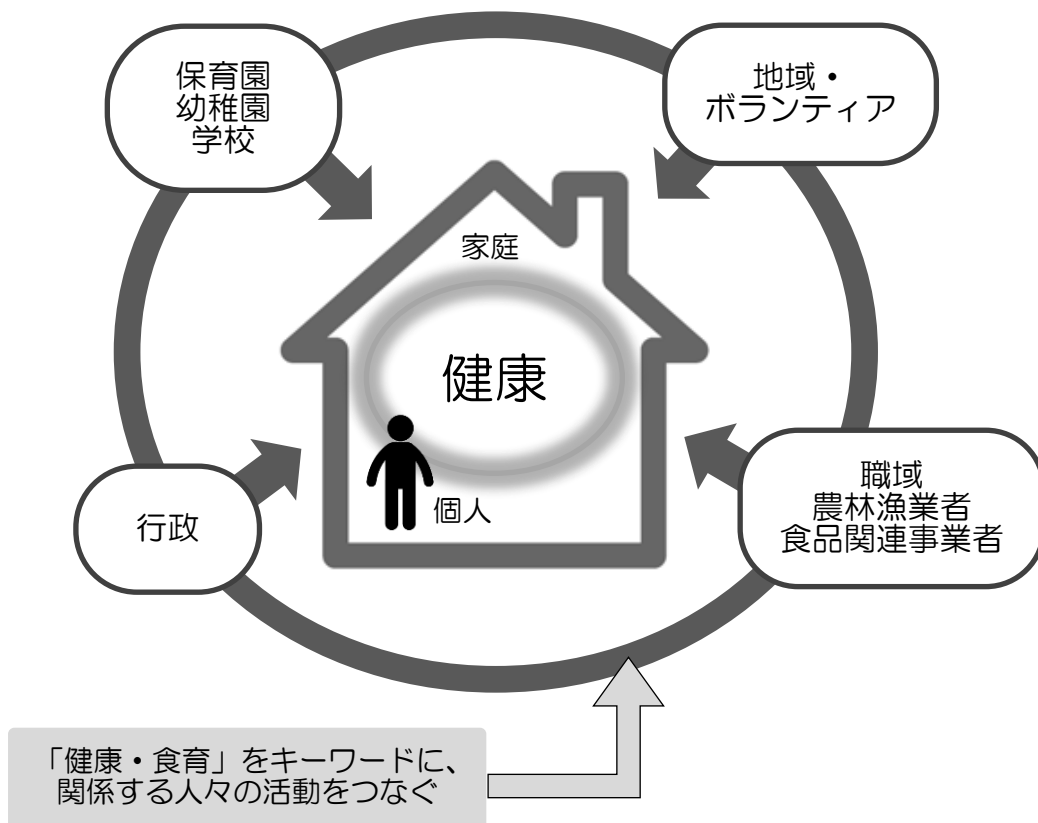 保育園
幼稚園
学校
地域・
ボランティア
家庭
健康
個人
行政
職域
農林漁業者
食品関連事業者
「健康・食育」をキーワードに、
関係する人々の活動をつなぐ